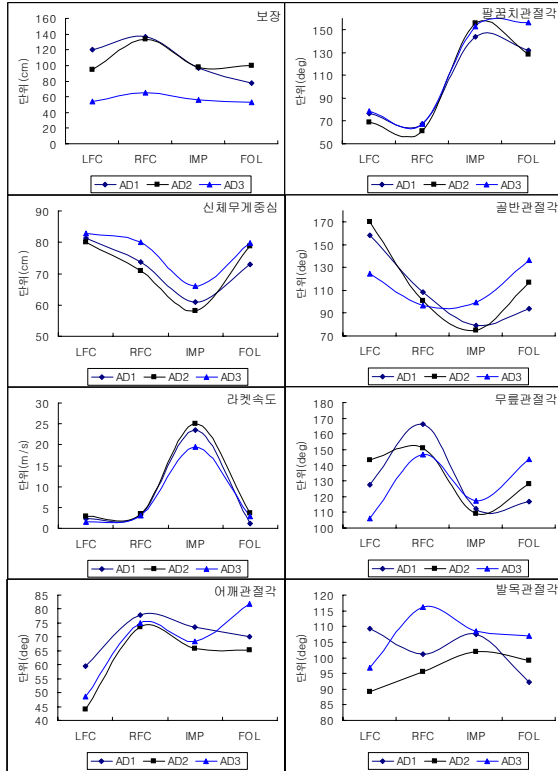 보장
단위(cm)
160
140
120
100
80
60
40
20
0
LFC RFC IMP FOL
AD1 AD2 AD3
팔꿈치관절각
단위(deg)
150
130
110
90
70
50
LFC RFC IMP FOL
AD1 AD2 AD3
신체무게중심
단위(cm)
90
80
70
60
50
LFC RFC IMP FOL
AD1 AD2 AD3
골반관절각
단위(deg)
170
150
130
110
90
70
LFC RFC IMP FOL
AD1 AD2 AD3
라켓속도
단위(m/s)
30
25
20
15
10
5
0
LFC RFC IMP FOL
AD1 AD2 AD3
무릎관절각
단위(deg)
180
170
160
150
140
130
120
110
100
LFC RFC IMP FOL
AD1 AD2 AD3
어깨관절각
단위(deg)
85
80
75
70
65
60
55
50
45
40
LFC RFC IMP FOL
AD1 AD2 AD3
발목관절각
단위(deg)
120
115
110
105
100
95
90
85
80
LFC RFC IMP FOL
AD1 AD2 AD3